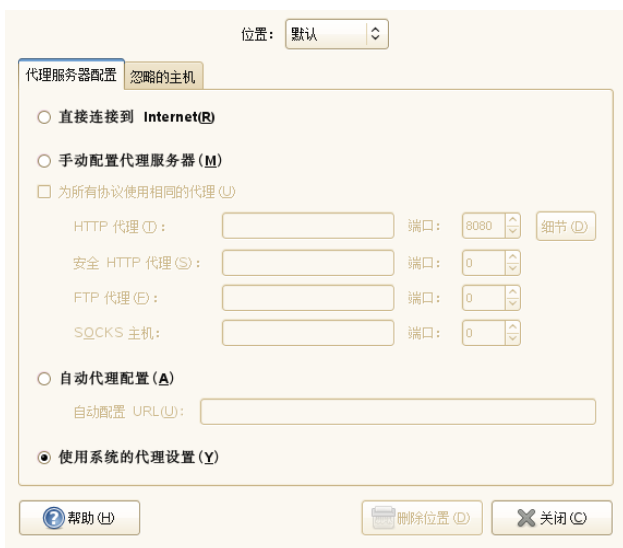 位置： 默认
代理服务器配置 忽略的主机
直接连接到 Internet(R)
手动配置代理服务器(M)
为所有协议使用相同的代理(U)
HTTP 代理(T)： 端口： 8080 细节(D)
安全 HTTP 代理(S)： 端口： 0
FTP 代理(F)： 端口： 0
SOCKS 主机： 端口： 0
自动代理配置(A)
自动配置 URL(U)：
使用系统的代理设置(Y)
帮助(H) 删除位置(D) 关闭(C)